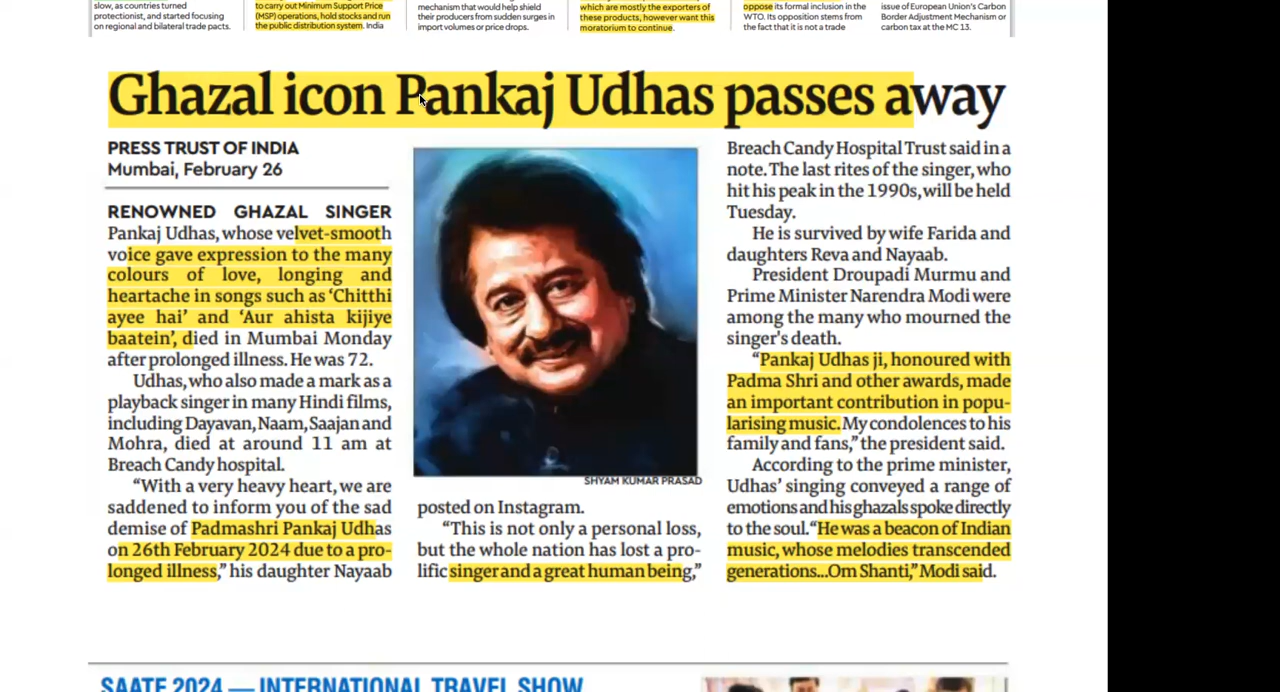 slow, as countries turned
protectionist, and started focusing
on regional and bilateral trade pacts.
to carry out Minimum Support Price
(MSP) operations, hold stocks and run
the public distribution system. India
mechanism that would help shield
their producers from sudden surges in
import volumes or price drops.
which are mostly the exporters of
these products, however want this
moratorium to continue.
oppose its formal inclusion in the
WTO. Its opposition stems from
the fact that it is not a trade
issue of European Union's Carbon
Border Adjustment Mechanism or
carbon tax at the MC 13.
Ghazal icon Pankaj Udhas passes away
PRESS TRUST OF INDIA
Mumbai, February 26
RENOWNED GHAZAL SINGER
Pankaj Udhas, whose velvet-smooth
voice gave expression to the many
colours of love, longing and
heartache in songs such as ‘Chitthi
ayee hai’ and ‘Aur ahista kijiye
baatein’, died in Mumbai Monday
after prolonged illness. He was 72.
Udhas, who also made a mark as a
playback singer in many Hindi films,
including Dayavan, Naam, Saajan and
Mohra, died at around 11 am at
Breach Candy hospital.
“With a very heavy heart, we are
saddened to inform you of the sad
demise of Padmashri Pankaj Udhas
on 26th February 2024 due to a pro-
longed illness,” his daughter Nayaab
SHYAM KUMAR PRASAD
posted on Instagram.
“This is not only a personal loss,
but the whole nation has lost a pro-
lific singer and a great human being,”
Breach Candy Hospital Trust said in a
note. The last rites of the singer, who
hit his peak in the 1990s, will be held
Tuesday.
He is survived by wife Farida and
daughters Reva and Nayaab.
President Droupadi Murmu and
Prime Minister Narendra Modi were
among the many who mourned the
singer's death.
“Pankaj Udhas ji, honoured with
Padma Shri and other awards, made
an important contribution in popu-
larising music. My condolences to his
family and fans,” the president said.
According to the prime minister,
Udhas’ singing conveyed a range of
emotions and his ghazals spoke directly
to the soul. “He was a beacon of Indian
music, whose melodies transcended
generations...Om Shanti,” Modi said.
SAATE 2024 — INTERNATIONAL TRAVEL SHOW